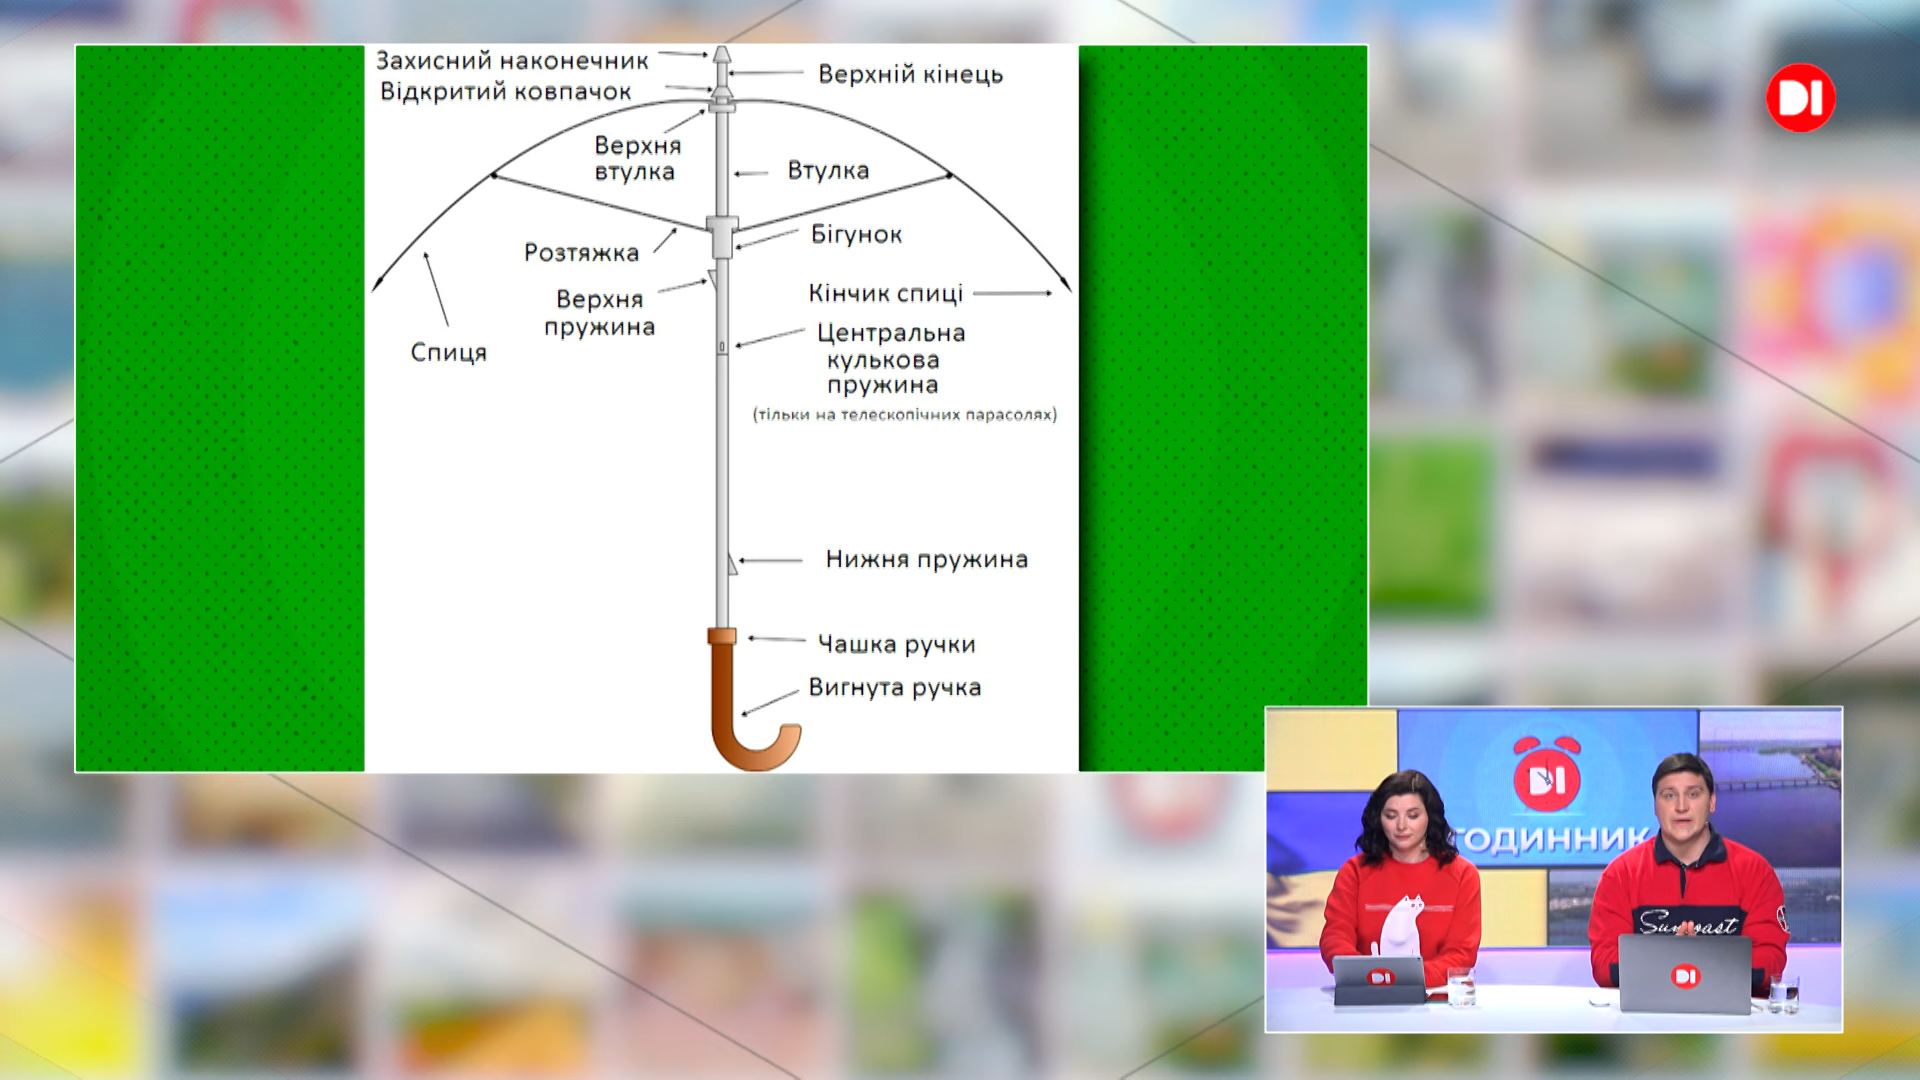 Захисний наконечник
Відкритий ковпачок
Верхній кінець
Верхня
втулка
Втулка
Бігунок
Розтяжка
Верхня
пружина
Кінчик спиці
Спиця
Центральна
кулькова
пружина
(тільки на телескопічних парасолях)
Нижня пружина
Чашка ручки
Вигнута ручка
DI
DI
ГОДИННИК
DI
DI